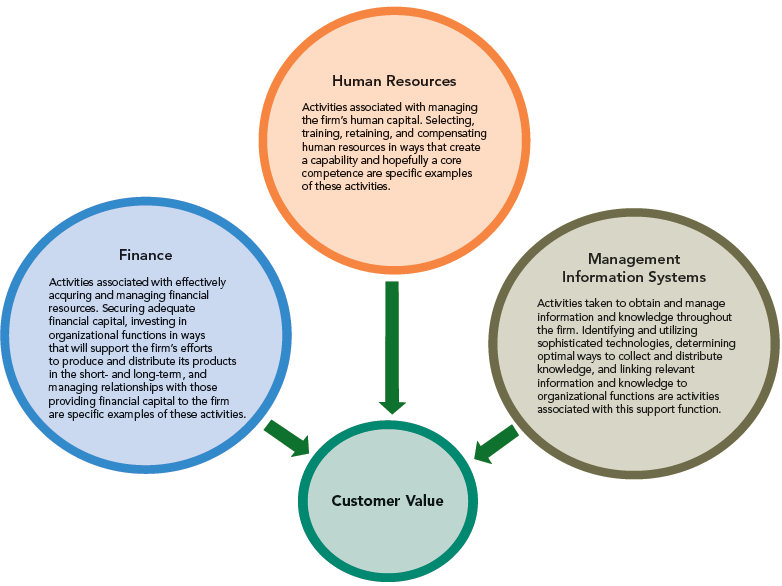 Human Resources
Activities associated with managing
the firm’s human capital. Selecting,
training, retaining, and compensating
human resources in ways that create
a capability and hopefully a core
competence are specific examples
of these activities.
Finance
Activities associated with effectively
acquring and managing financial
resources. Securing adequate
financial capital, investing in
organizational functions in ways
that will support the firm’s efforts
to produce and distribute its products
in the short- and long-term, and
managing relationships with those
providing financial capital to the firm
are specific examples of these activities.
Management
Information Systems
Activities taken to obtain and manage
information and knowledge throughout
the firm. Identifying and utilizing
sophisticated technologies, determining
optimal ways to collect and distribute
knowledge, and linking relevant
information and knowledge to
organizational functions are activities
associated with this support function.
Customer Value